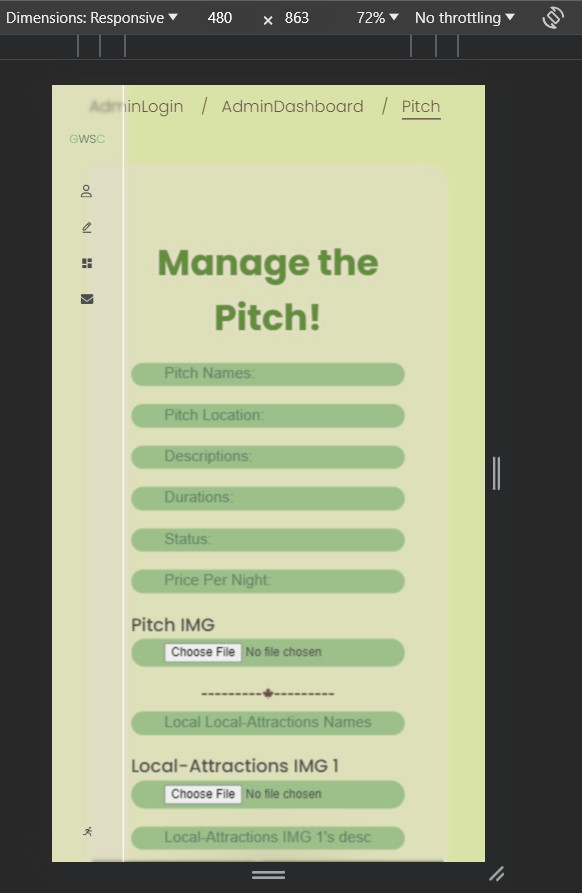 Dimensions: Responsive 480 × 863 72% No throttling
AdminLogin / AdminDashboard / Pitch
GWSC
Manage the
Pitch!
Pitch Names:
Pitch Location:
Descriptions:
Durations:
Status:
Price Per Night:
Pitch IMG
Choose File No file chosen
Local Local-Attractions Names
Local-Attractions IMG 1
Choose File No file chosen
Local-Attractions IMG 1's desc